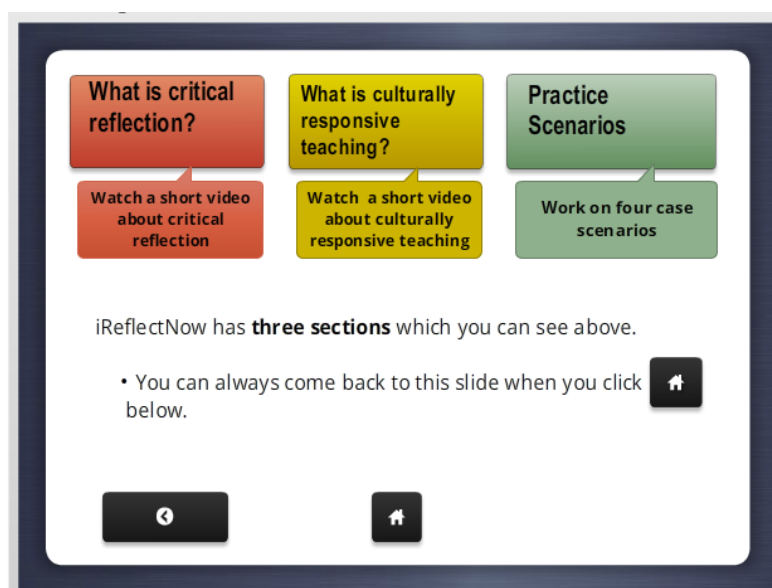 What is critical
reflection?
What is culturally
responsive
teaching?
Practice
Scenarios
Watch a short video
about critical
reflection
Watch a short video
about culturally
responsive teaching
Work on four case
scenarios
iReflectNow has three sections which you can see above.
• You can always come back to this slide when you click
below.